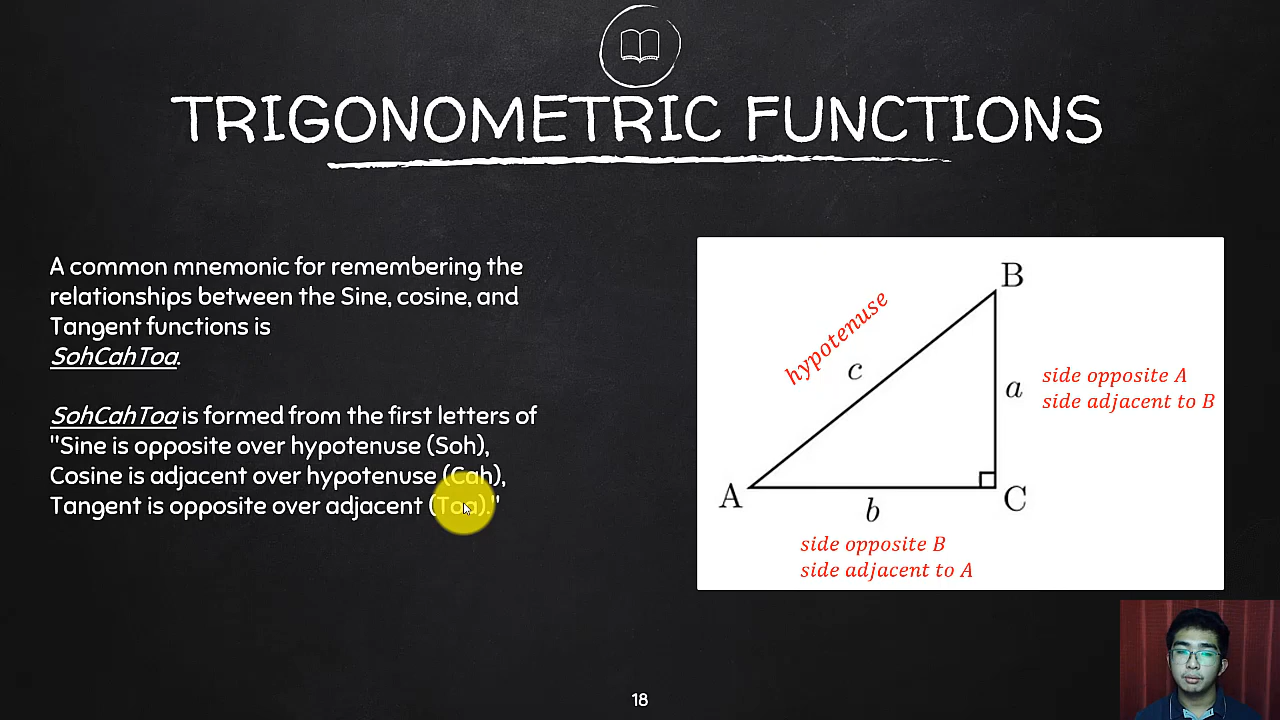 TRIGONOMETRIC FUNCTIONS
A common mnemonic for remembering the
relationships between the Sine, cosine, and
Tangent functions is
SohCahToa.
SohCahToa is formed from the first letters of
"Sine is opposite over hypotenuse (Soh),
Cosine is adjacent over hypotenuse (Cah),
Tangent is opposite over adjacent (Toa)."
B
hypotenuse
c
a
side opposite A
side adjacent to B
A
C
b
side opposite B
side adjacent to A
18